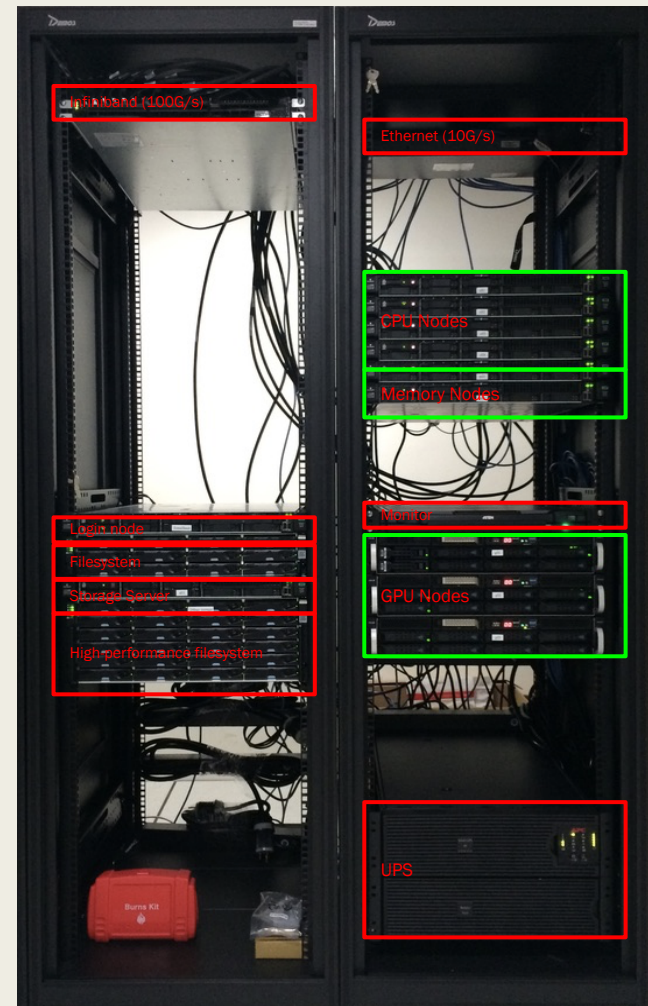 Infiniband (100G/s)
Login node
Filesystem
Storage Server
High performance filesystem
Burns Kit
Ethernet (10G/s)
CPU Nodes
Memory Nodes
Monitor
GPU Nodes
UPS